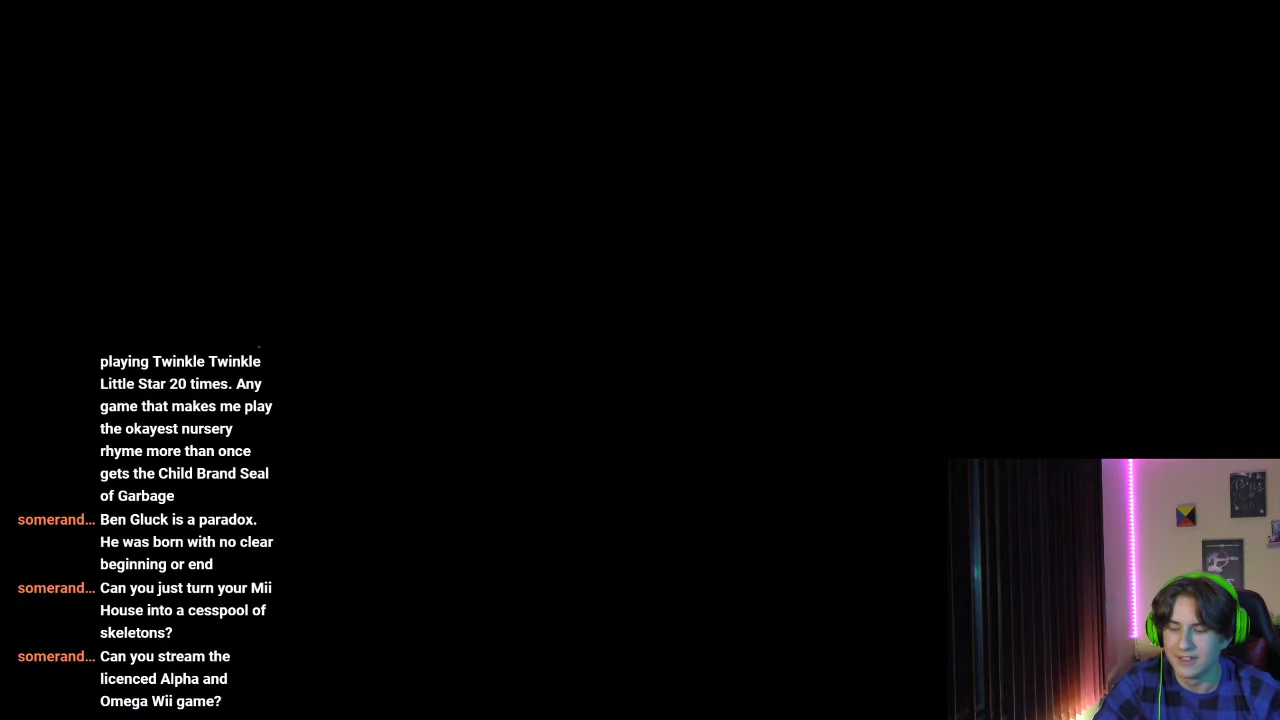 playing Twinkle Twinkle
Little Star 20 times. Any
game that makes me play
the okayest nursery
rhyme more than once
gets the Child Brand Seal
of Garbage
somerand… Ben Gluck is a paradox.
He was born with no clear
beginning or end
somerand… Can you just turn your Mii
House into a cesspool of
skeletons?
somerand… Can you stream the
licenced Alpha and
Omega Wii game?